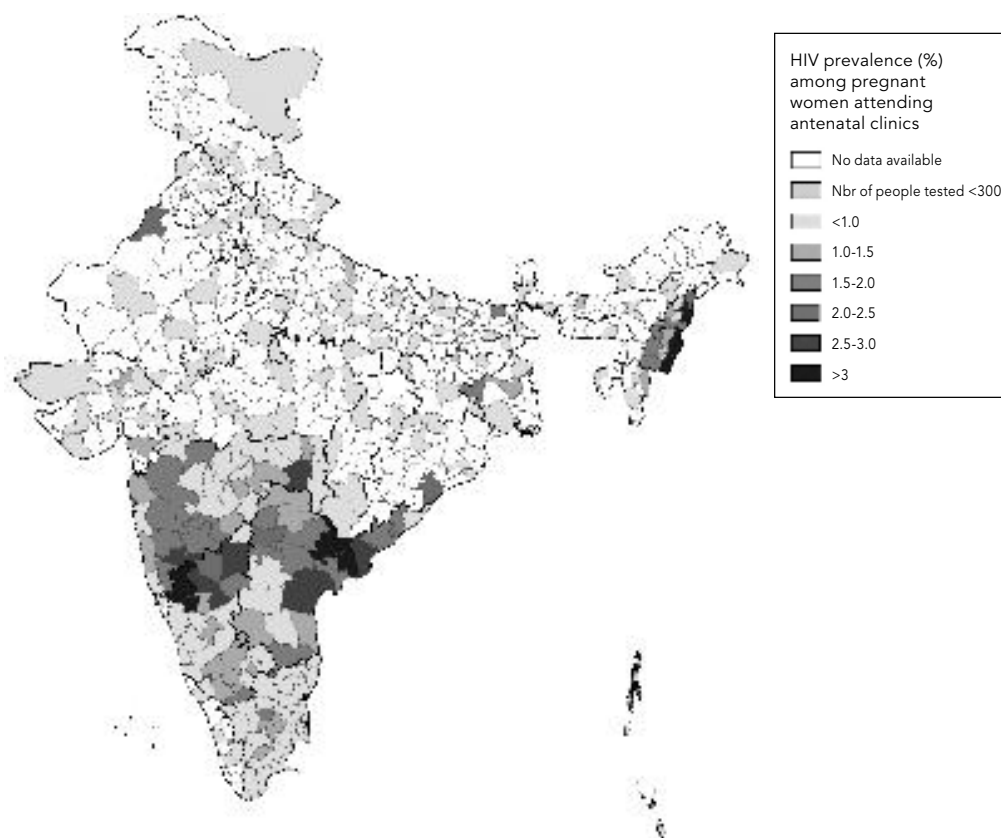 HIV prevalence (%)
among pregnant
women attending
antenatal clinics
No data available
Nbr of people tested <300
<1.0
1.0-1.5
1.5-2.0
2.0-2.5
2.5-3.0
>3